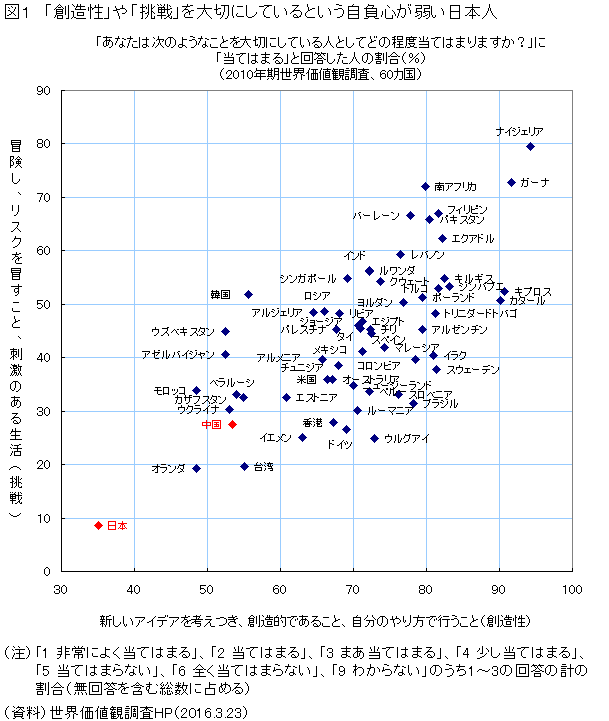 図1 「創造性」や「挑戦」を大切にしているという自負心が弱い日本人
「あなたは次のようなことを大切にしている人としてどの程度当てはまりますか？」に
「当てはまる」と回答した人の割合(%)
（2010年期世界価値観調査、60カ国）
冒険し、リスクを冒すこと、刺激のある生活（挑戦）
90
80
70
60
50
40
30
20
10
0
ナイジェリア
ガーナ
南アフリカ
フィリピン
バーレーン
パキスタン
エクアドル
インド
レバノン
ルワンダ
シンガポール
クウェート
キルギス
トルコ
ジンバブエ
韓国
ロシア
ヨルダン
ポーランド
キプロス
カタール
アルジェリア
リビア
トリニダードトバゴ
ジョージア
エジプト
ウズベキスタン
パレスチナ
タイ
チリ
アルゼンチン
スペイン
アゼルバイジャン
アルメニア
メキシコ
マレーシア
イラク
チュニジア
コロンビア
スウェーデン
米国
オーストラリア
ニュージーランド
モロッコ
ベラルーシ
カザフスタン
エストニア
ペルー
スロベニア
ブラジル
ウクライナ
ルーマニア
中国
香港
イエメン
ドイツ
ウルグアイ
オランダ
台湾
日本
30
40
50
60
70
80
90
100
新しいアイデアを考えつき、創造的であること、自分のやり方で行うこと（創造性）
（注）「1 非常によく当てはまる」、「2 当てはまる」、「3 まあ当てはまる」、「4 少し当てはまる」、
「5 当てはまらない」、「6 全く当てはまらない」、「9 わからない」のうち1～3の回答の計の
割合（無回答を含む総数に占める）
（資料）世界価値観調査HP（2016.3.23）